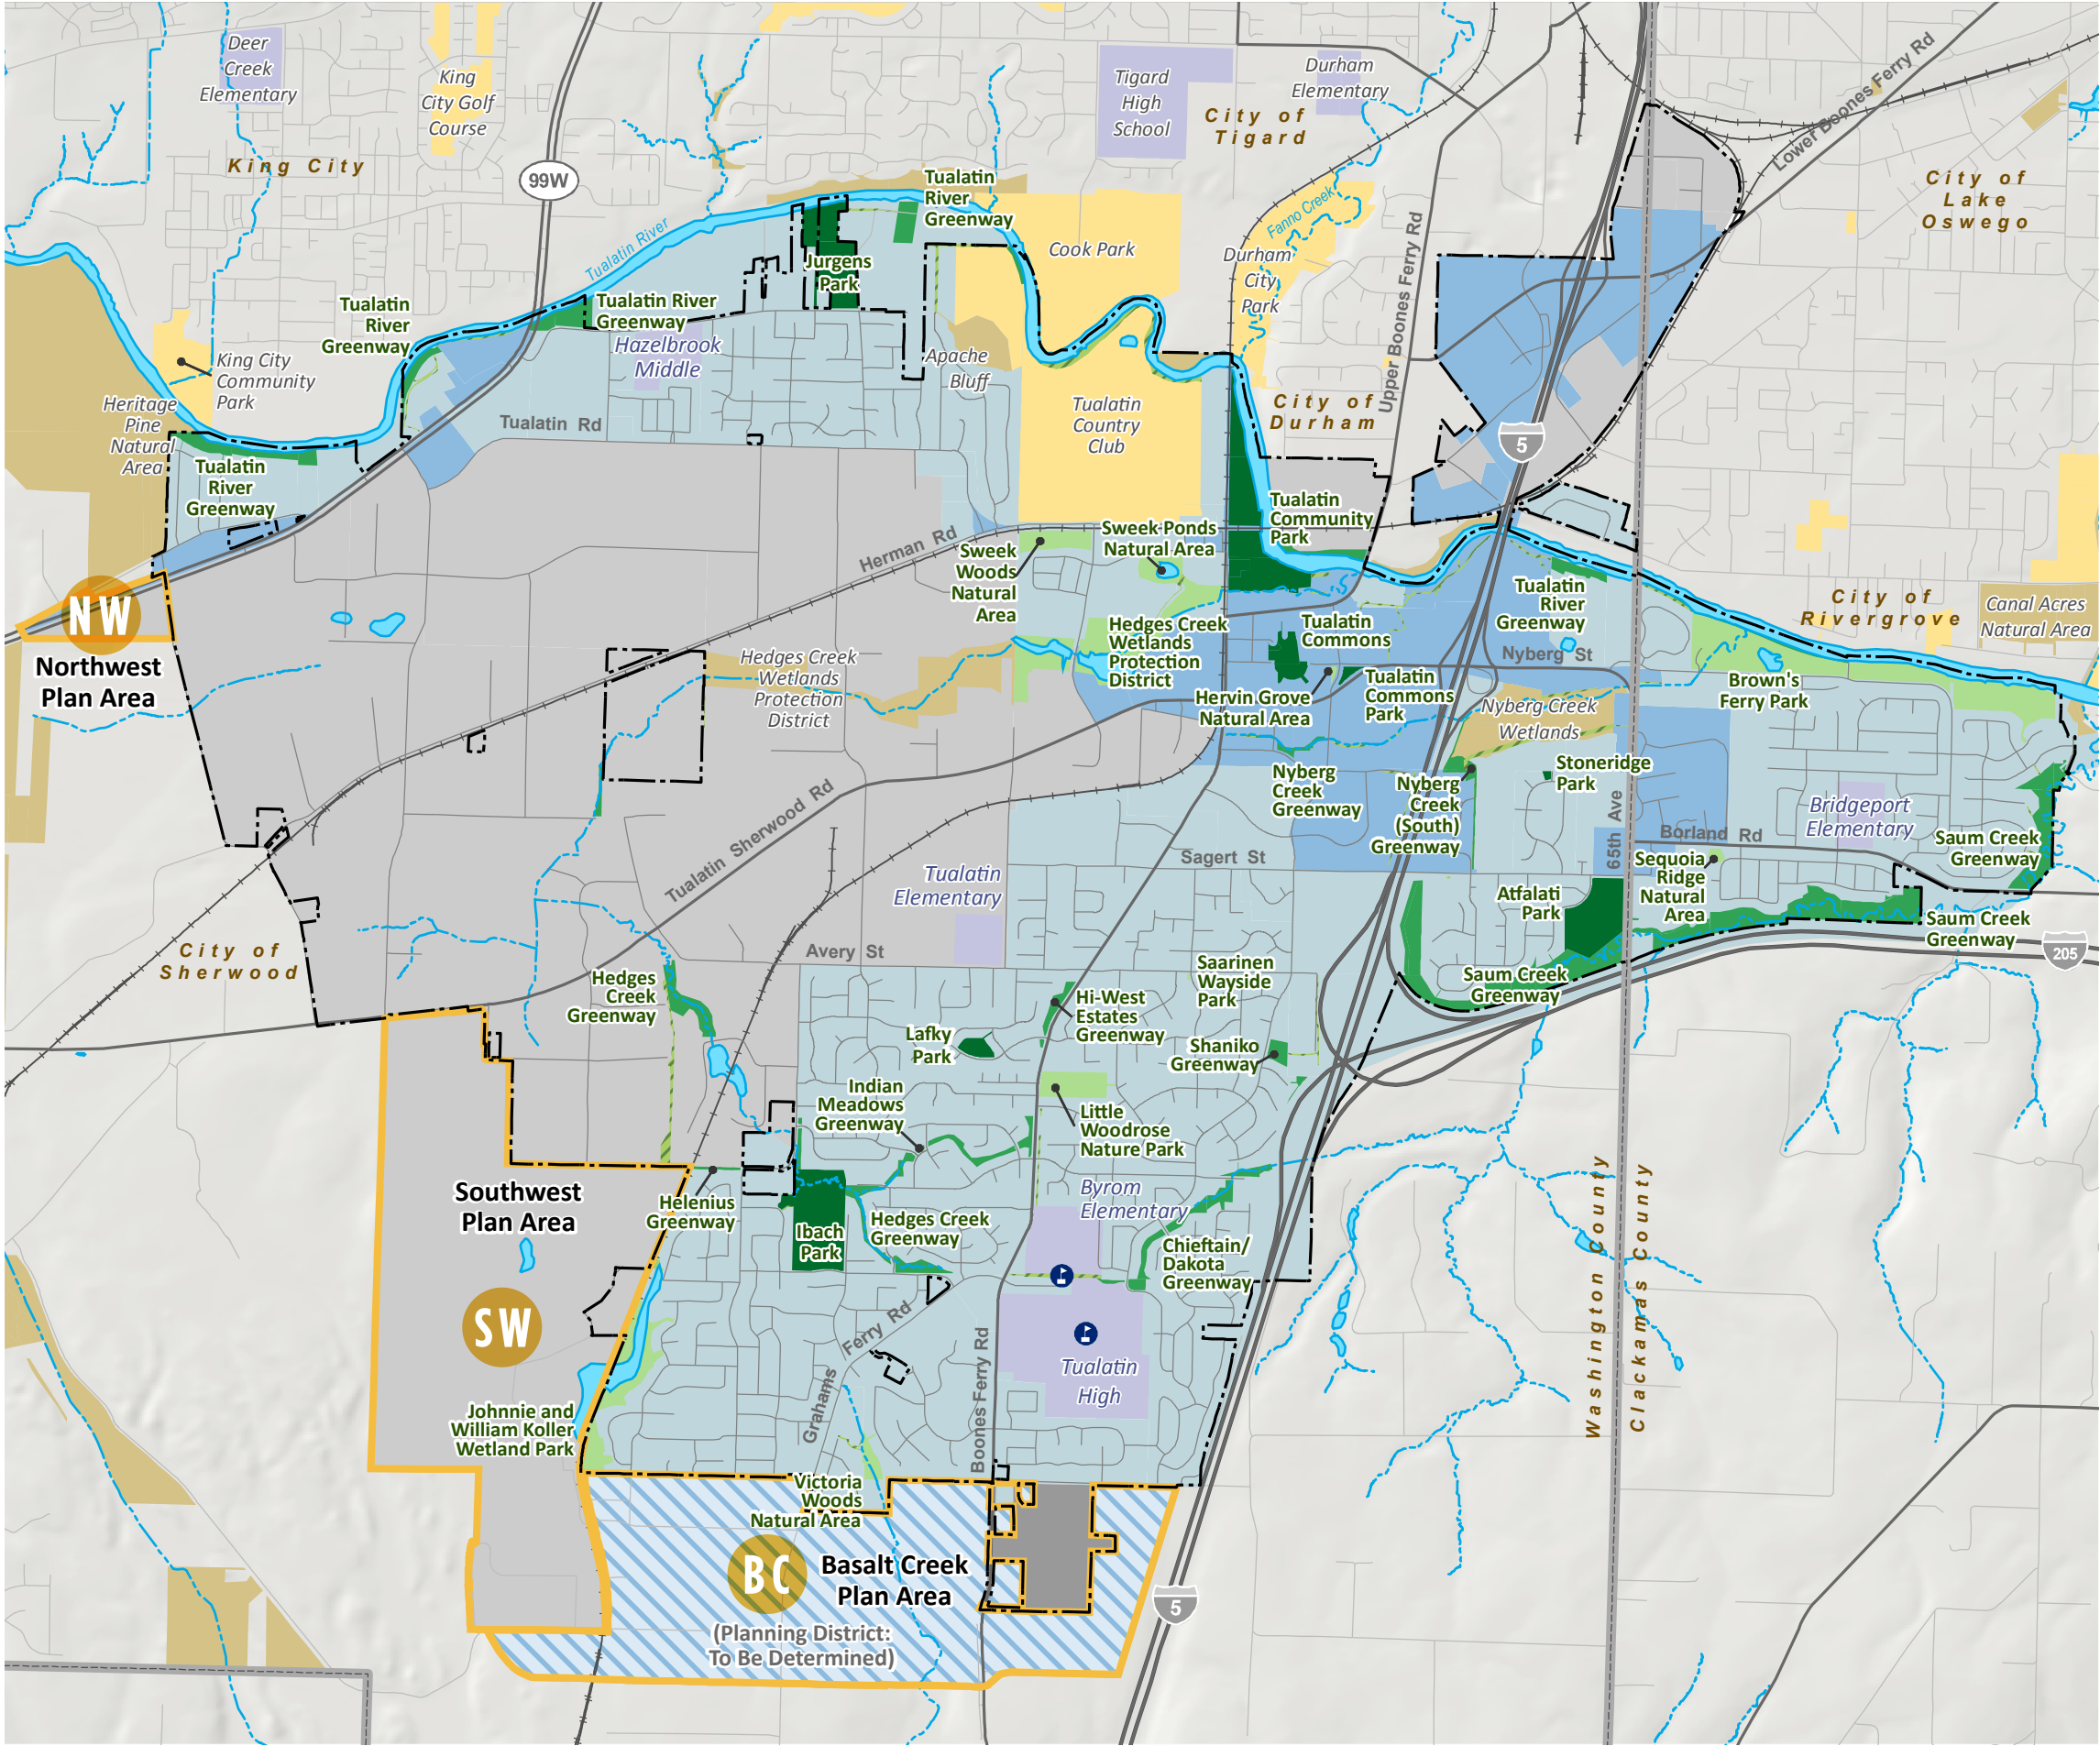 Deer
Creek
Elementary
King
City Golf
Course
King City
99W
Tualatin River
Tualatin
River
Greenway
Tigard
High
School
City of
Tigard
Durham
Elementary
Lower Boones Ferry Rd
City of
Lake
Oswego
Fanno Creek
Cook Park
Durham
City
Park
Upper Boones Ferry Rd
Jurgens
Park
Tualatin
River
Greenway
Tualatin River
Greenway
Hazelbrook
Middle
King City
Community
Park
Heritage
Pine
Natural
Area
Apache
Bluff
Tualatin
Country
Club
City of
Durham
5
Tualatin Rd
Tualatin
River
Greenway
Tualatin
Community
Park
Herman Rd
Sweek Ponds
Natural Area
Sweek
Woods
Natural
Area
NW
Northwest
Plan Area
Tualatin
River
Greenway
City of
Rivergrove
Canal Acres
Natural Area
Hedges Creek
Wetlands
Protection
District
Hedges Creek
Wetlands
Protection
District
Tualatin
Commons
Nyberg St
Hervin Grove
Natural Area
Tualatin
Commons
Park
Nyberg Creek
Wetlands
Brown's
Ferry Park
Nyberg
Creek
Greenway
Nyberg
Creek
(South)
Greenway
Stoneridge
Park
65th Ave
Bridgeport
Elementary
Borland Rd
Saum Creek
Greenway
Tualatin Sherwood Rd
Sagert St
Tualatin
Elementary
Sequoia
Ridge
Natural
Area
Atfalati
Park
Saum Creek
Greenway
205
City of
Sherwood
Avery St
Hedges
Creek
Greenway
Saarinen
Wayside
Park
Saum Creek
Greenway
Hi-West
Estates
Greenway
Lafky
Park
Shaniko
Greenway
Indian
Meadows
Greenway
Little
Woodrose
Nature Park
Southwest
Plan Area
Helenius
Greenway
Byrom
Elementary
Ibach
Park
Hedges Creek
Greenway
Chieftain/
Dakota
Greenway
Washington County
Clackamas County
SW
Grahams Ferry Rd
Boones Ferry Rd
Tualatin
High
Johnnie and
William Koller
Wetland Park
Victoria
Woods
Natural Area
BC
Basalt Creek
Plan Area
(Planning District:
To Be Determined)
5